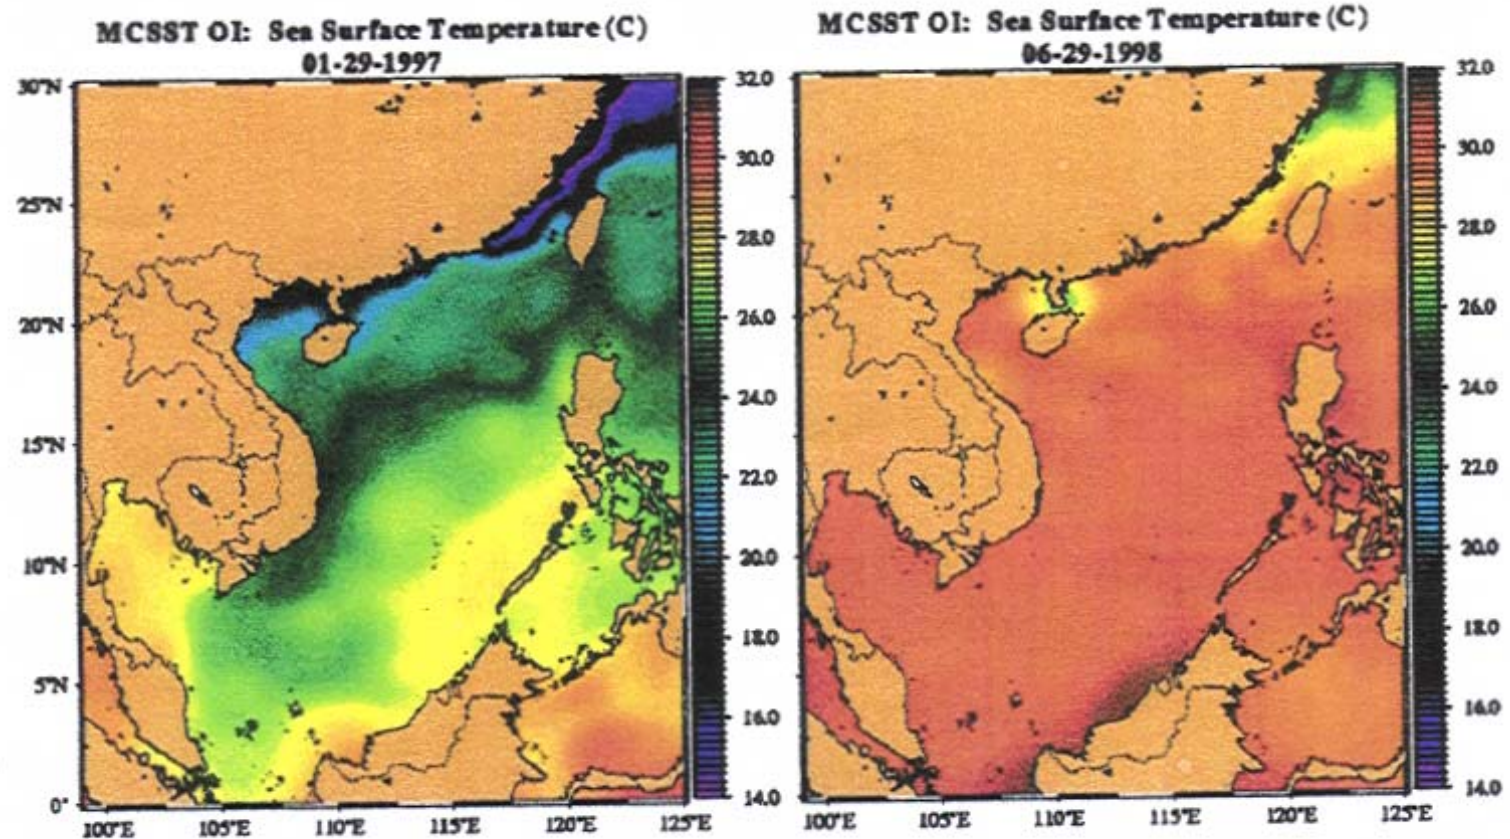 MCSST OI: Sea Surface Temperature (C)
01-29-1997
30°N
25°N
20°N
15°N
10°N
5°N
0°
100°E 105°E 110°E 115°E 120°E 125°E
32.0
30.0
28.0
26.0
24.0
22.0
20.0
18.0
16.0
14.0
MCSST OI: Sea Surface Temperature (C)
06-29-1998
100°E 105°E 110°E 115°E 120°E 125°E
32.0
30.0
28.0
26.0
24.0
22.0
20.0
18.0
16.0
14.0